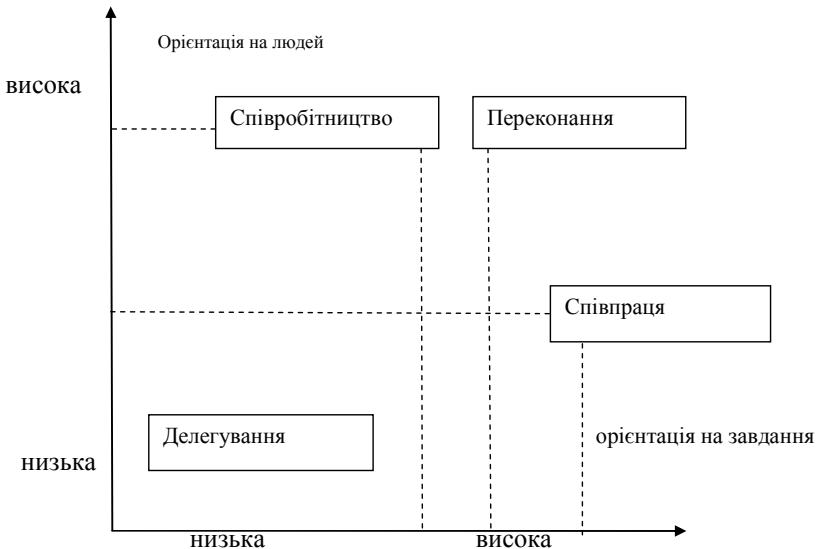 Орієнтація на людей
висока
Співробітництво
Переконання
Співпраця
Делегування
орієнтація на завдання
низька
низька
висока